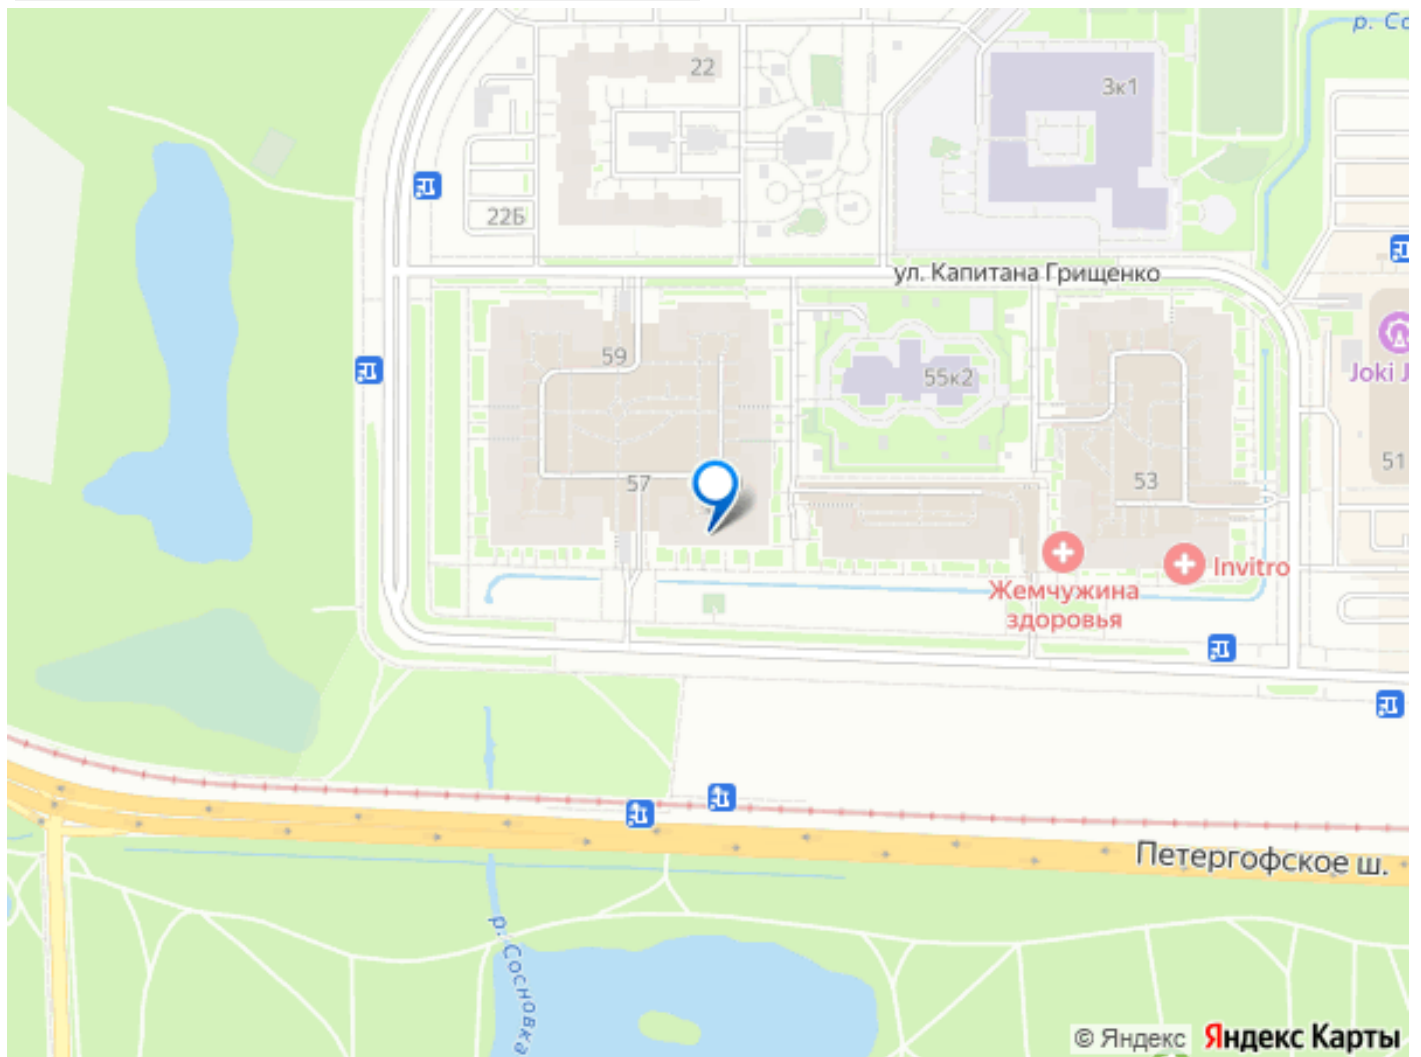 р. Со
22
3к1
22Б
ул. Капитана Грищенко
59
55к2
Joki J
51
57
53
Invitro
Жемчужина
здоровья
Петергофское ш.
р. Сосновка
© Яндекс Яндекс Карты